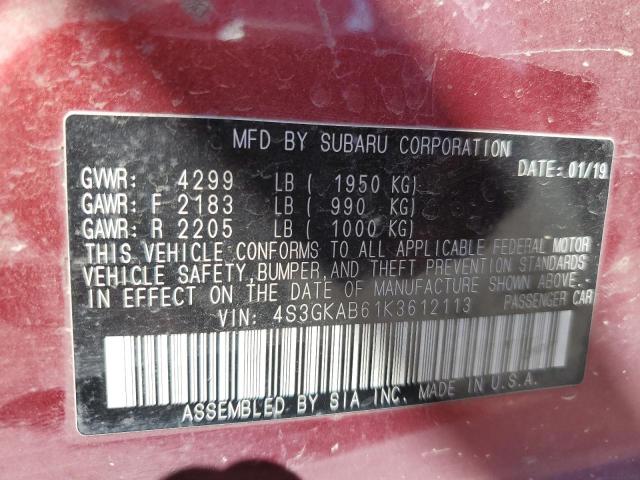 MFD BY SUBARU CORPORATION
DATE: 01/19
GVWR: 4299 LB ( 1950 KG)
GAWR: F 2183 LB ( 990 KG)
GAWR: R 2205 LB ( 1000 KG)
THIS VEHICLE CONFORMS TO ALL APPLICABLE FEDERAL MOTOR
VEHICLE SAFETY, BUMPER, AND THEFT PREVENTION STANDARDS
IN EFFECT ON THE DATE OF MANUFACTURE SHOWN ABOVE.
VIN: 4S3GKAB61K3612113 PASSENGER CAR
ASSEMBLED BY SIA INC. MADE IN U.S.A.